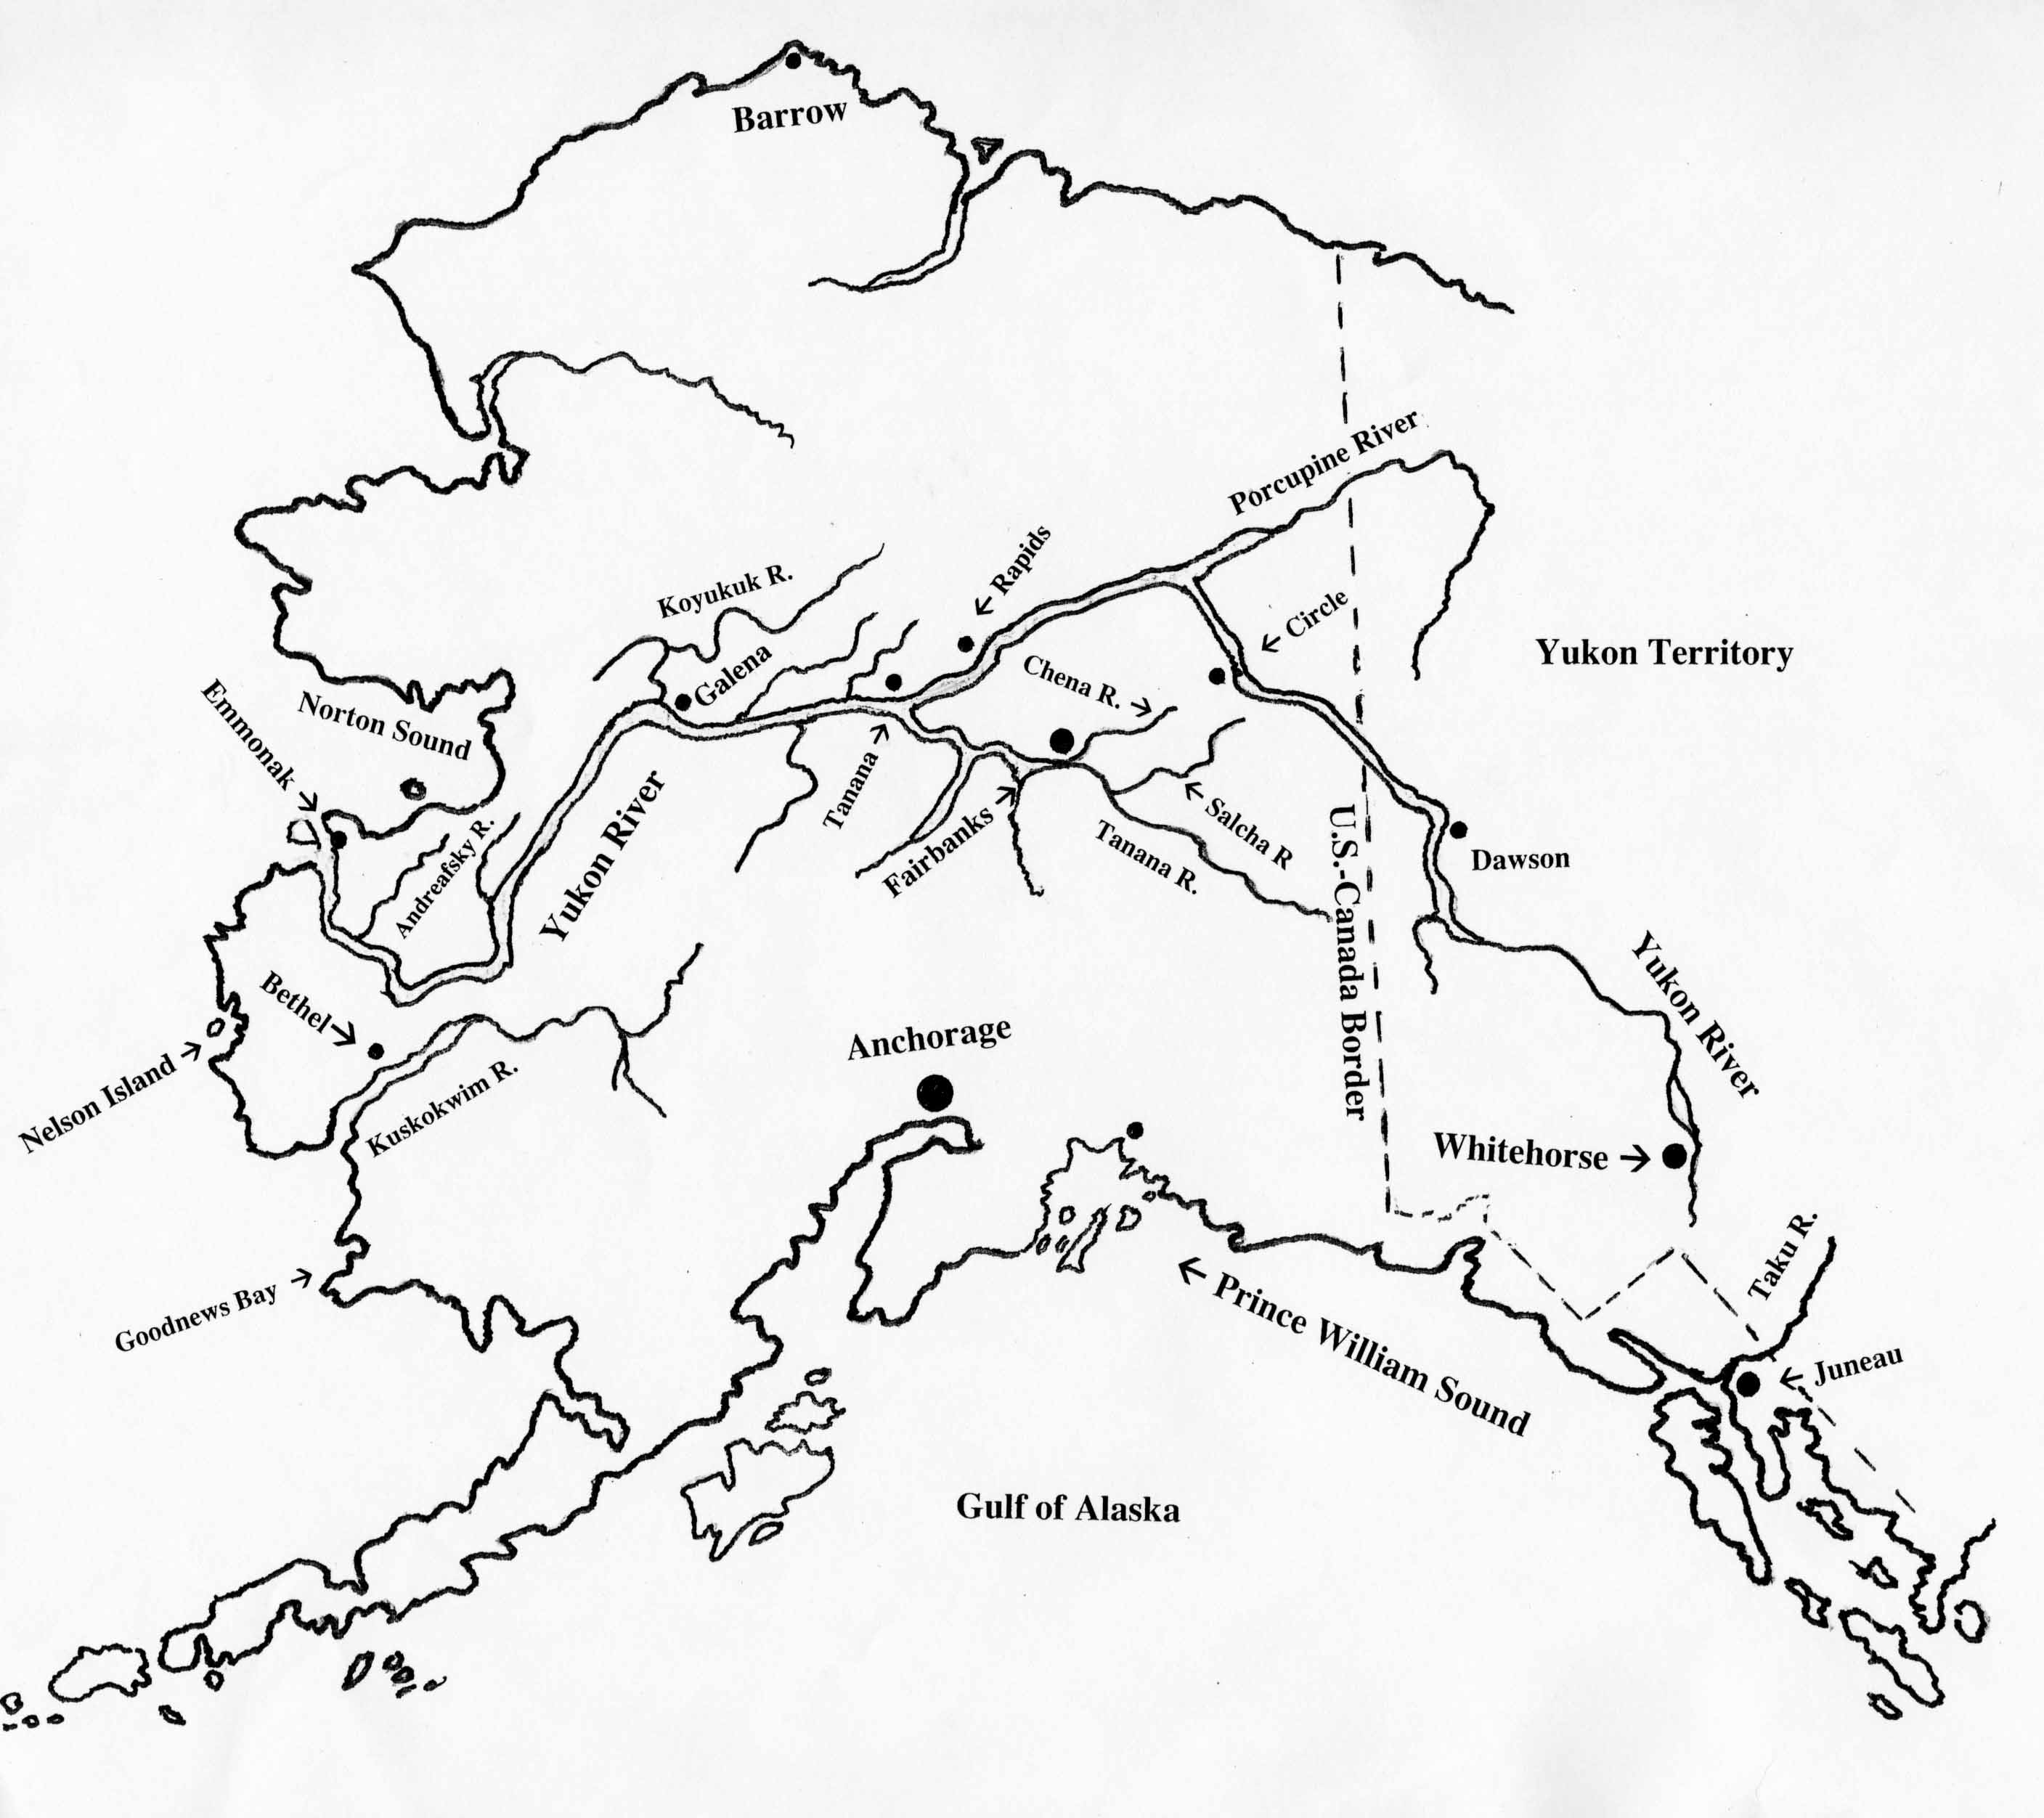 Barrow
Porcupine River
← Rapids
Koyukuk R.
← Circle
Yukon Territory
Galena
Chena R. →
Norton Sound
Emmonak →
Tanana →
Yukon River
Andreafsky R.
Fairbanks →
← Salcha R
Tanana R.
U.S.-Canada Border
Dawson
Yukon River
Bethel →
Anchorage
Nelson Island →
Kuskokwim R.
Whitehorse →
Taku R.
Goodnews Bay →
← Prince William Sound
← Juneau
Gulf of Alaska